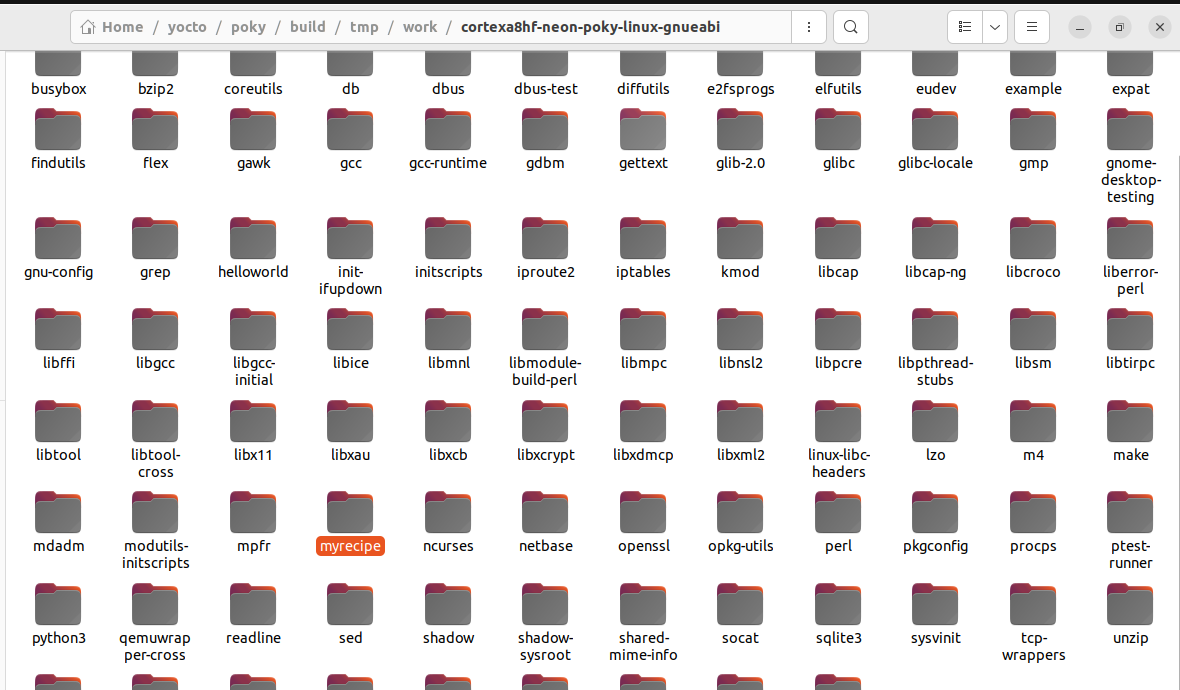 Home / yocto / poky / build / tmp / work / cortexa8hf-neon-poky-linux-gnueabi
busybox bzip2 coreutils db dbus dbus-test diffutils e2fsprogs elfutils eudev example expat
findutils flex gawk gcc gcc-runtime gdbm gettext glib-2.0 glibc glibc-locale gmp gnome-
desktop-
testing
gnu-config grep helloworld init- initscripts iproute2 iptables kmod libcap libcap-ng libcroco liberror-
ifupdown perl
libffi libgcc libgcc- libice libmnl libmodule- libmpc libnsl2 libpcre libpthread- libsm libtirpc
initial build-perl stubs
libtool libtool- libx11 libxau libxcb libxcrypt libxdmcp libxml2 linux-libc- lzo m4 make
cross headers
mdadm modutils- mpfr myrecipe ncurses netbase openssl opkg-utils perl pkgconfig procps ptest-
initscripts runner
python3 qemuwrap readline sed shadow shadow- shared- socat sqlite3 sysvinit tcp- unzip
per-cross sysroot mime-info wrappers